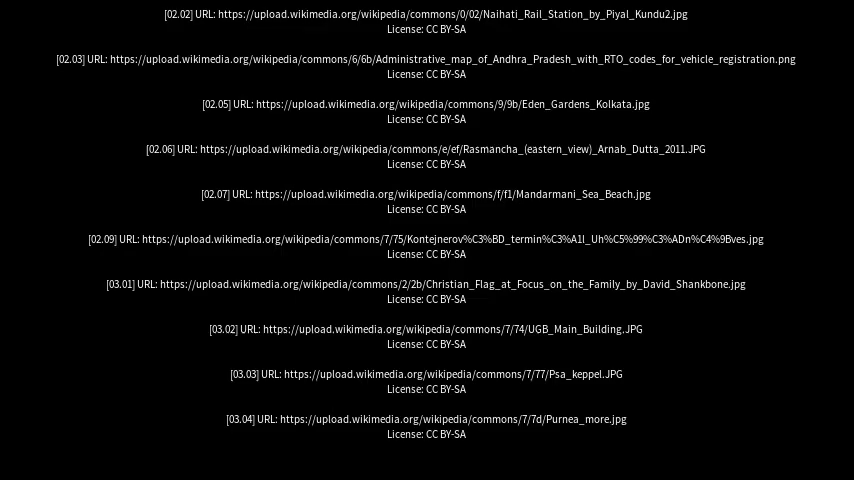 [02.02] URL: https://upload.wikimedia.org/wikipedia/commons/0/02/Naihati_Rail_Station_by_Piyal_Kundu2.jpg
License: CC BY-SA
[02.03] URL: https://upload.wikimedia.org/wikipedia/commons/6/6b/Administrative_map_of_Andhra_Pradesh_with_RTO_codes_for_vehicle_registration.png
License: CC BY-SA
[02.05] URL: https://upload.wikimedia.org/wikipedia/commons/9/9b/Eden_Gardens_Kolkata.jpg
License: CC BY-SA
[02.06] URL: https://upload.wikimedia.org/wikipedia/commons/e/ef/Rasmancha_(eastern_view)_Arnab_Dutta_2011.JPG
License: CC BY-SA
[02.07] URL: https://upload.wikimedia.org/wikipedia/commons/f/f1/Mandarmani_Sea_Beach.jpg
License: CC BY-SA
[02.09] URL: https://upload.wikimedia.org/wikipedia/commons/7/75/Kontejnerov%C3%BD_termin%C3%A1l_Uh%C5%99%C3%ADn%C4%9Bves.jpg
License: CC BY-SA
[03.01] URL: https://upload.wikimedia.org/wikipedia/commons/2/2b/Christian_Flag_at_Focus_on_the_Family_by_David_Shankbone.jpg
License: CC BY-SA
[03.02] URL: https://upload.wikimedia.org/wikipedia/commons/7/74/UGB_Main_Building.JPG
License: CC BY-SA
[03.03] URL: https://upload.wikimedia.org/wikipedia/commons/7/77/Psa_keppel.JPG
License: CC BY-SA
[03.04] URL: https://upload.wikimedia.org/wikipedia/commons/7/7d/Purnea_more.jpg
License: CC BY-SA